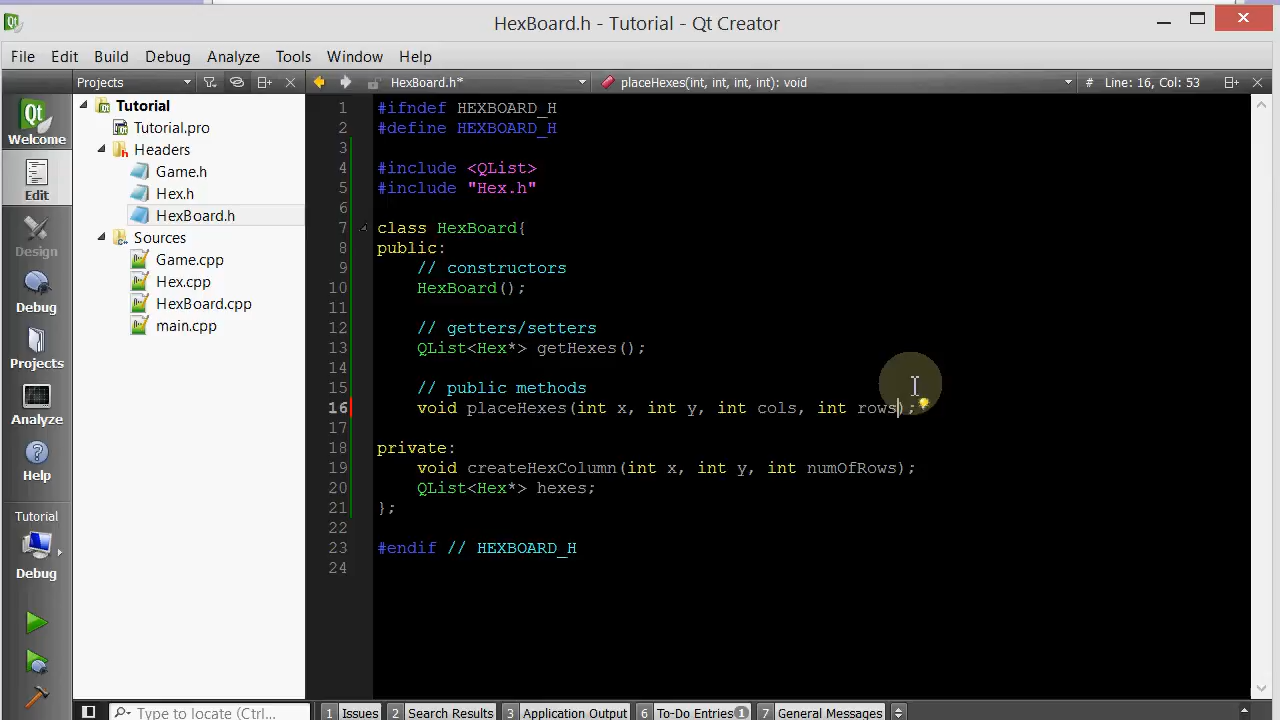 HexBoard.h - Tutorial - Qt Creator
File Edit Build Debug Analyze Tools Window Help
Projects HexBoard.h* placeHexes(int, int, int, int): void # Line: 16, Col: 53
Welcome
Edit
Design
Debug
Projects
Analyze
Help
Tutorial
Debug
Tutorial
Tutorial.pro
Headers
Game.h
Hex.h
HexBoard.h
Sources
Game.cpp
Hex.cpp
HexBoard.cpp
main.cpp
1 #ifndef HEXBOARD_H
2 #define HEXBOARD_H
3
4 #include <QList>
5 #include "Hex.h"
6
7 class HexBoard{
8 public:
9 // constructors
10 HexBoard();
11
12 // getters/setters
13 QList<Hex*> getHexes();
14
15 // public methods
16 void placeHexes(int x, int y, int cols, int rows);
17
18 private:
19 void createHexColumn(int x, int y, int numOfRows);
20 QList<Hex*> hexes;
21 };
22
23 #endif // HEXBOARD_H
24
Type to locate (Ctrl... 1 Issues 2 Search Results 3 Application Output 6 To-Do Entries 1 7 General Messages